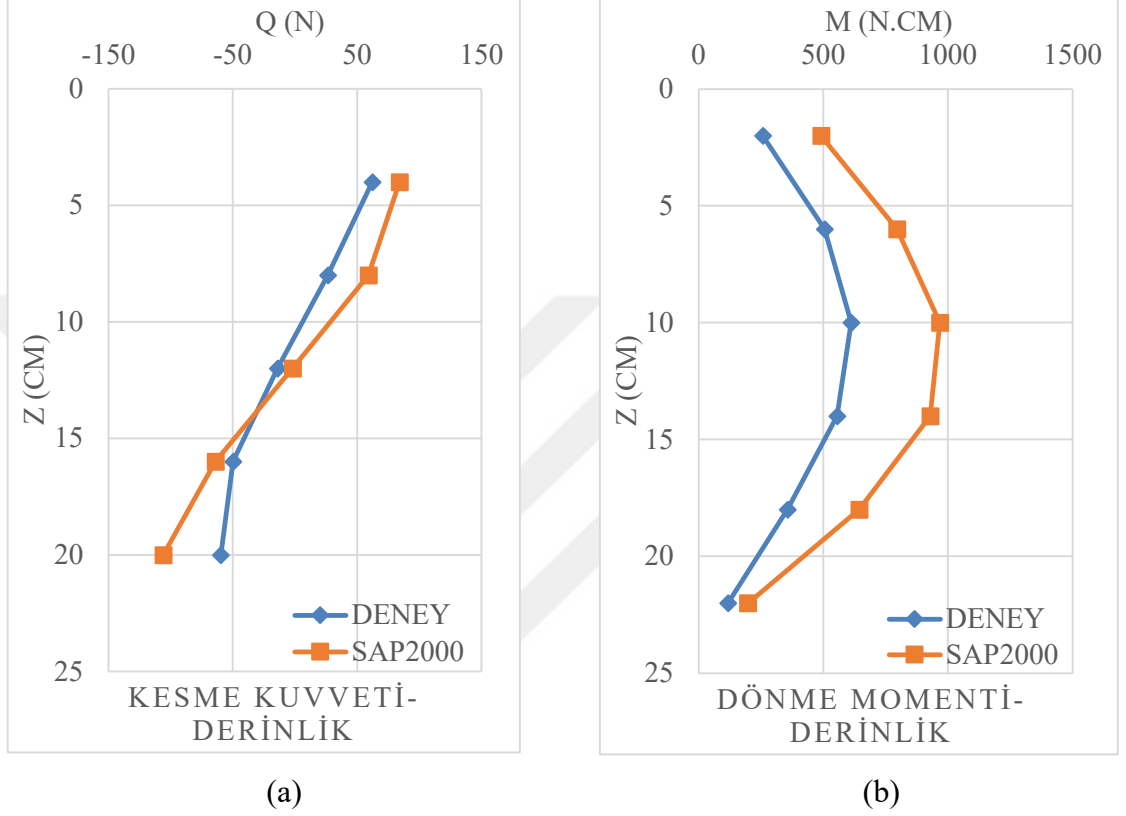 Q (N)
-150 -50 50 150
0
5
10
15
20
25
Z (CM)
DENEY
SAP2000
KESME KUVVETİ-
DERİNLİK
(a)
M (N.CM)
0 500 1000 1500
0
5
10
15
20
25
Z (CM)
DENEY
SAP2000
DÖNME MOMENTİ-
DERİNLİK
(b)